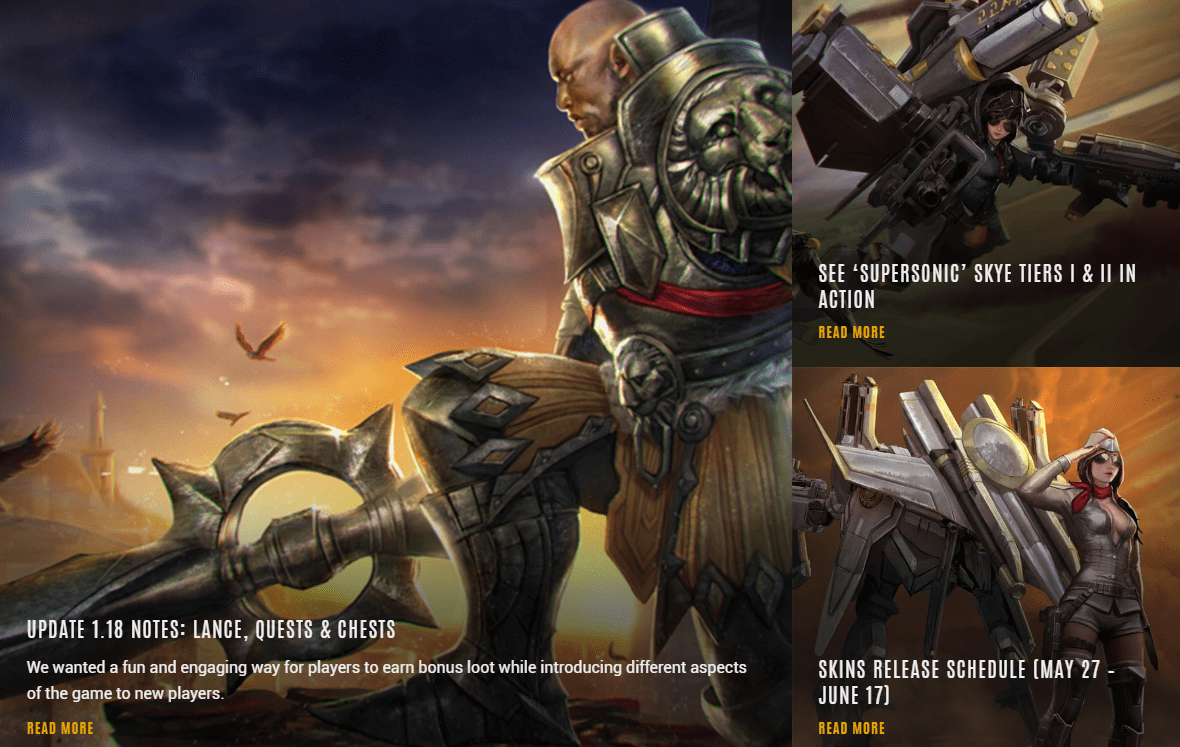 UPDATE 1.18 NOTES: LANCE, QUESTS & CHESTS
We wanted a fun and engaging way for players to earn bonus loot while introducing different aspects
of the game to new players.
READ MORE
SEE ‘SUPERSONIC’ SKYE TIERS I & II IN
ACTION
READ MORE
SKINS RELEASE SCHEDULE (MAY 27 –
JUNE 17)
READ MORE